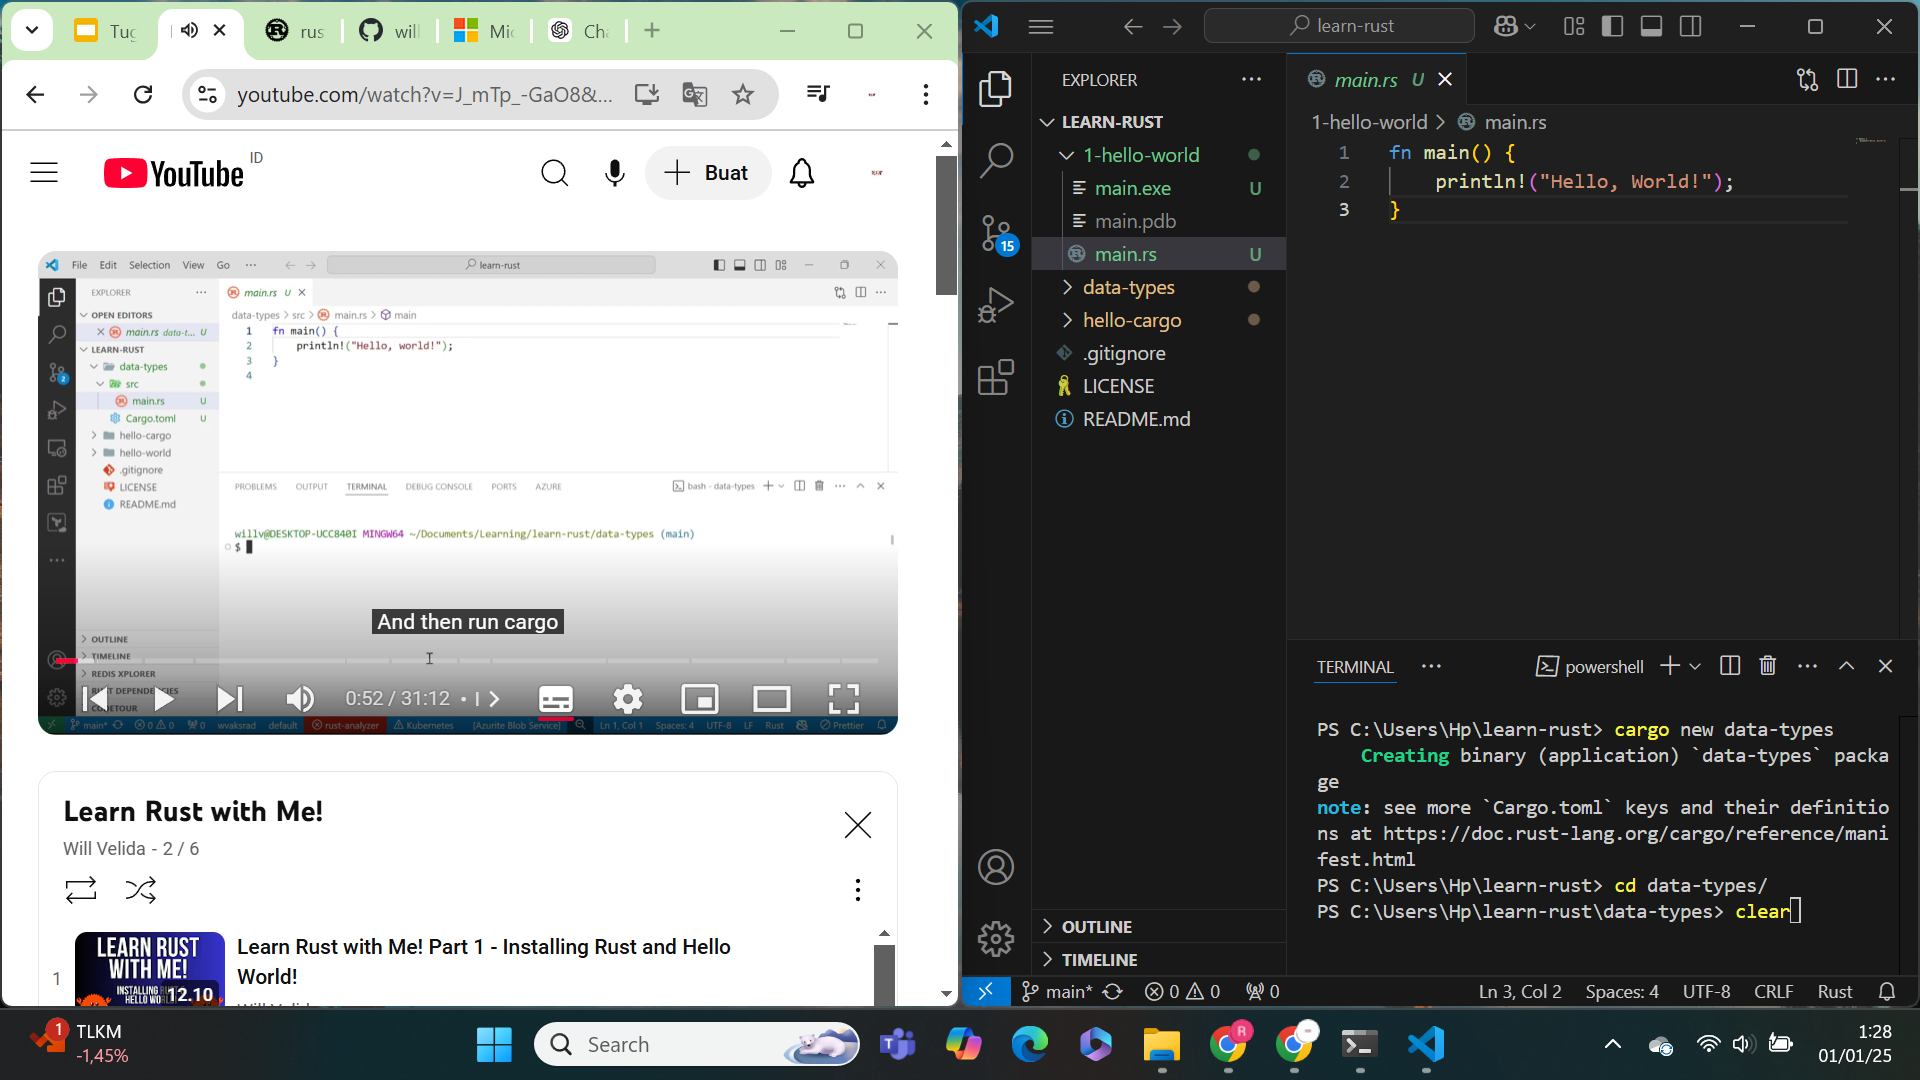 Tug
rus
will
Mic
Cha
youtube.com/watch?v=J_mTp_-GaO8&...
YouTube ID
Buat
File Edit Selection View Go ... learn-rust
EXPLORER ...
main.rs U
OPEN EDITORS
main.rs data-t... U
LEARN-RUST
data-types
src
main.rs U
Cargo.toml U
hello-cargo
hello-world
.gitignore
LICENSE
README.md
data-types > src > main.rs > main
1 fn main() {
2 println!("Hello, world!");
3 }
4
PROBLEMS OUTPUT TERMINAL DEBUG CONSOLE PORTS AZURE bash - data-types
willv@DESKTOP-UCC840I MINGW64 ~/Documents/Learning/learn-rust/data-types (main)
$
And then run cargo
OUTLINE
TIMELINE
REDIS XPLORER
RUST DEPENDENCIES
0:52 / 31:12 • I
main* 0 0 0 wvaksrad default rust-analyzer Kubernetes [Azurite Blob Service] Ln 1, Col 1 Spaces: 4 UTF-8 LF Rust Prettier
Learn Rust with Me!
Will Velida - 2 / 6
1
LEARN RUST
WITH ME!
12.10
Learn Rust with Me! Part 1 - Installing Rust and Hello
World!
Will Velida
learn-rust
EXPLORER ...
LEARN-RUST
1-hello-world
main.exe U
main.pdb
main.rs U
data-types
hello-cargo
.gitignore
LICENSE
README.md
15
OUTLINE
TIMELINE
main.rs U
1-hello-world > main.rs
1 fn main() {
2 println!("Hello, World!");
3 }
TERMINAL ... powershell
PS C:\Users\Hp\learn-rust> cargo new data-types
Creating binary (application) `data-types` packa
ge
note: see more `Cargo.toml` keys and their definitio
ns at https://doc.rust-lang.org/cargo/reference/mani
fest.html
PS C:\Users\Hp\learn-rust> cd data-types/
PS C:\Users\Hp\learn-rust\data-types> clear
main* 0 0 0 Ln 3, Col 2 Spaces: 4 UTF-8 CRLF Rust
1
TLKM
-1,45%
Search
R
1:28
01/01/25